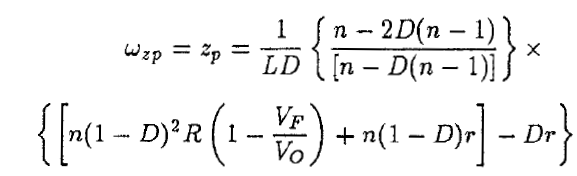 ω_{zp} = z_p = \frac{1}{LD} \left\{ \frac{n - 2D(n - 1)}{[n - D(n - 1)]} \right\} ×
\left\{ \left[ n(1 - D)^2 R \left( 1 - \frac{V_F}{V_O} \right) + n(1 - D)r \right] - Dr \right\}